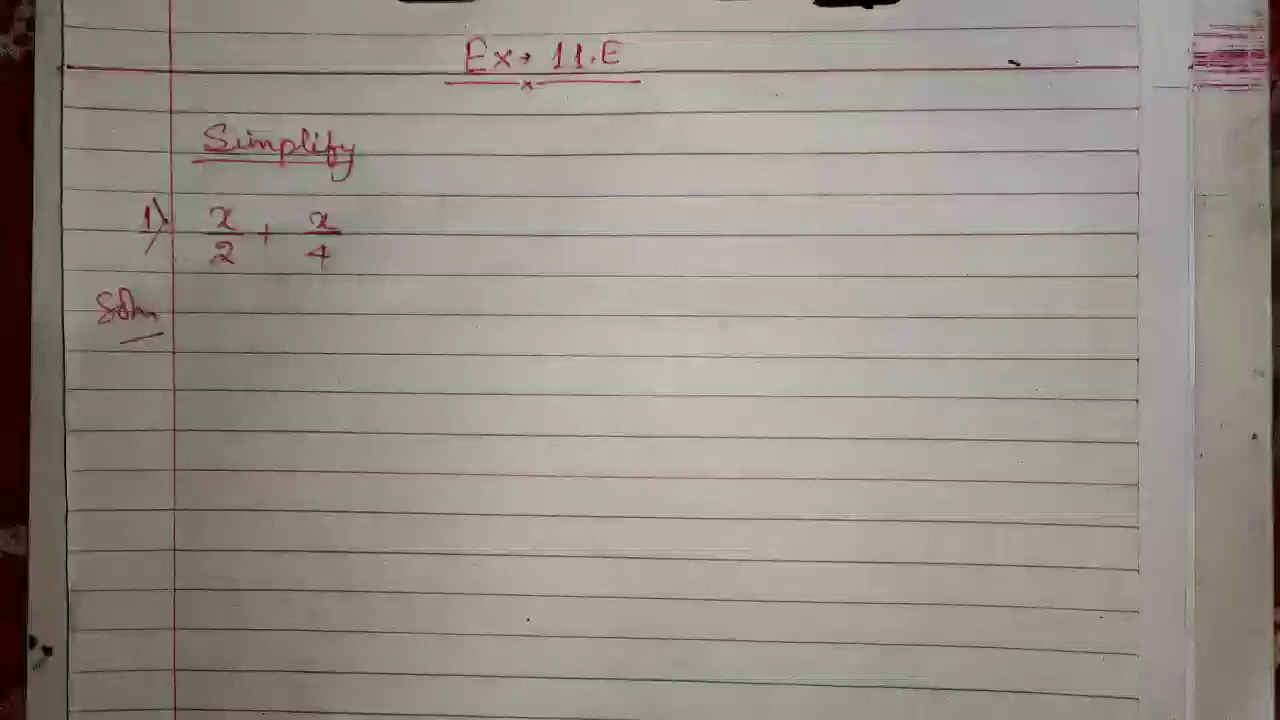 Ex → 11.E
Simplify
1) x/2 + x/4
Soln